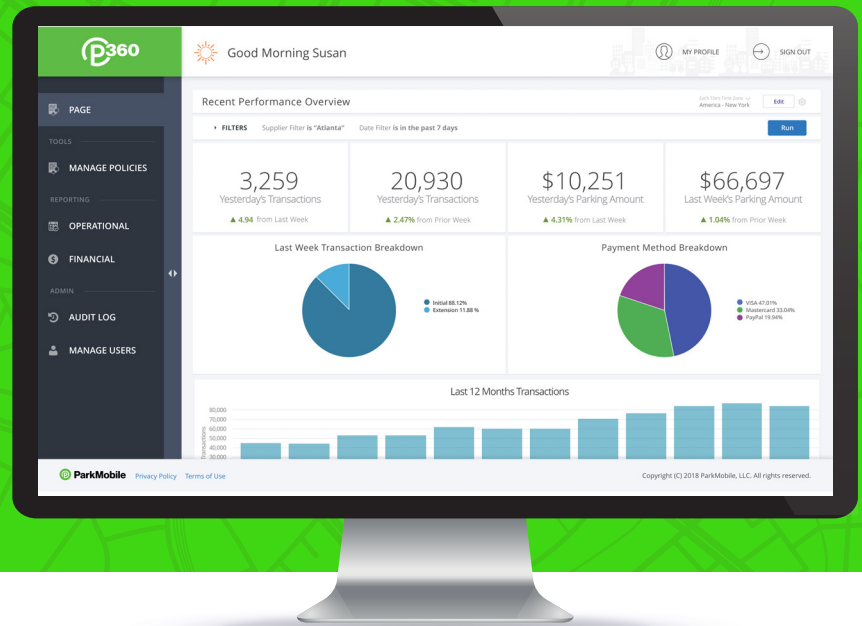 P360
Good Morning Susan
MY PROFILE
SIGN OUT
PAGE
TOOLS
MANAGE POLICIES
REPORTING
OPERATIONAL
FINANCIAL
ADMIN
AUDIT LOG
MANAGE USERS
Recent Performance Overview
America - New York
Edit
FILTERS Supplier Filter is "Atlanta" Date Filter is in the past 7 days
Run
3,259
Yesterday's Transactions
▲ 4.94 from Last Week
20,930
Yesterday's Transactions
▲ 2.47% from Prior Week
$10,251
Yesterday's Parking Amount
▲ 4.31% from Last Week
$66,697
Last Week's Parking Amount
▲ 1.04% from Prior Week
Last Week Transaction Breakdown
Initial 88.12%
Extension 11.88 %
Payment Method Breakdown
VISA 47.01%
Mastercard 33.04%
PayPal 19.94%
Last 12 Months Transactions
Transactions
80,000
70,000
60,000
50,000
40,000
30,000
ParkMobile Privacy Policy Terms of Use
Copyright (C) 2018 ParkMobile, LLC. All rights reserved.